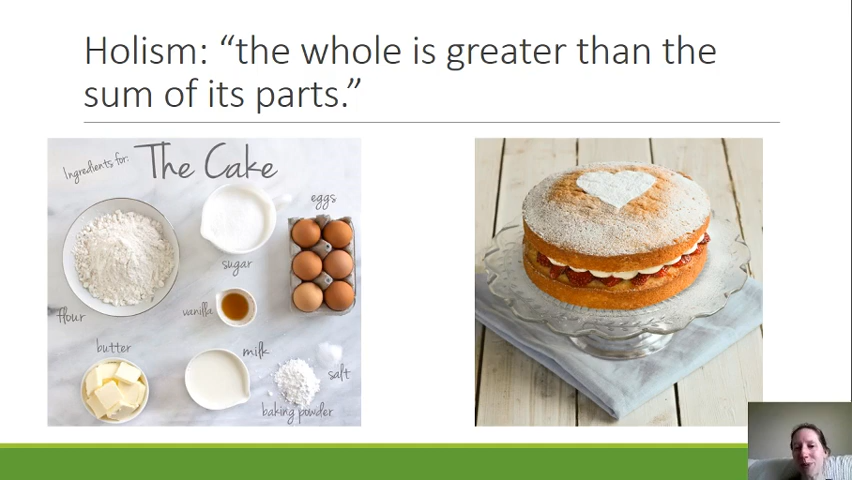 Holism: “the whole is greater than the
sum of its parts.”
Ingredients for: The Cake
eggs
sugar
flour
vanilla
butter
milk
salt
baking powder